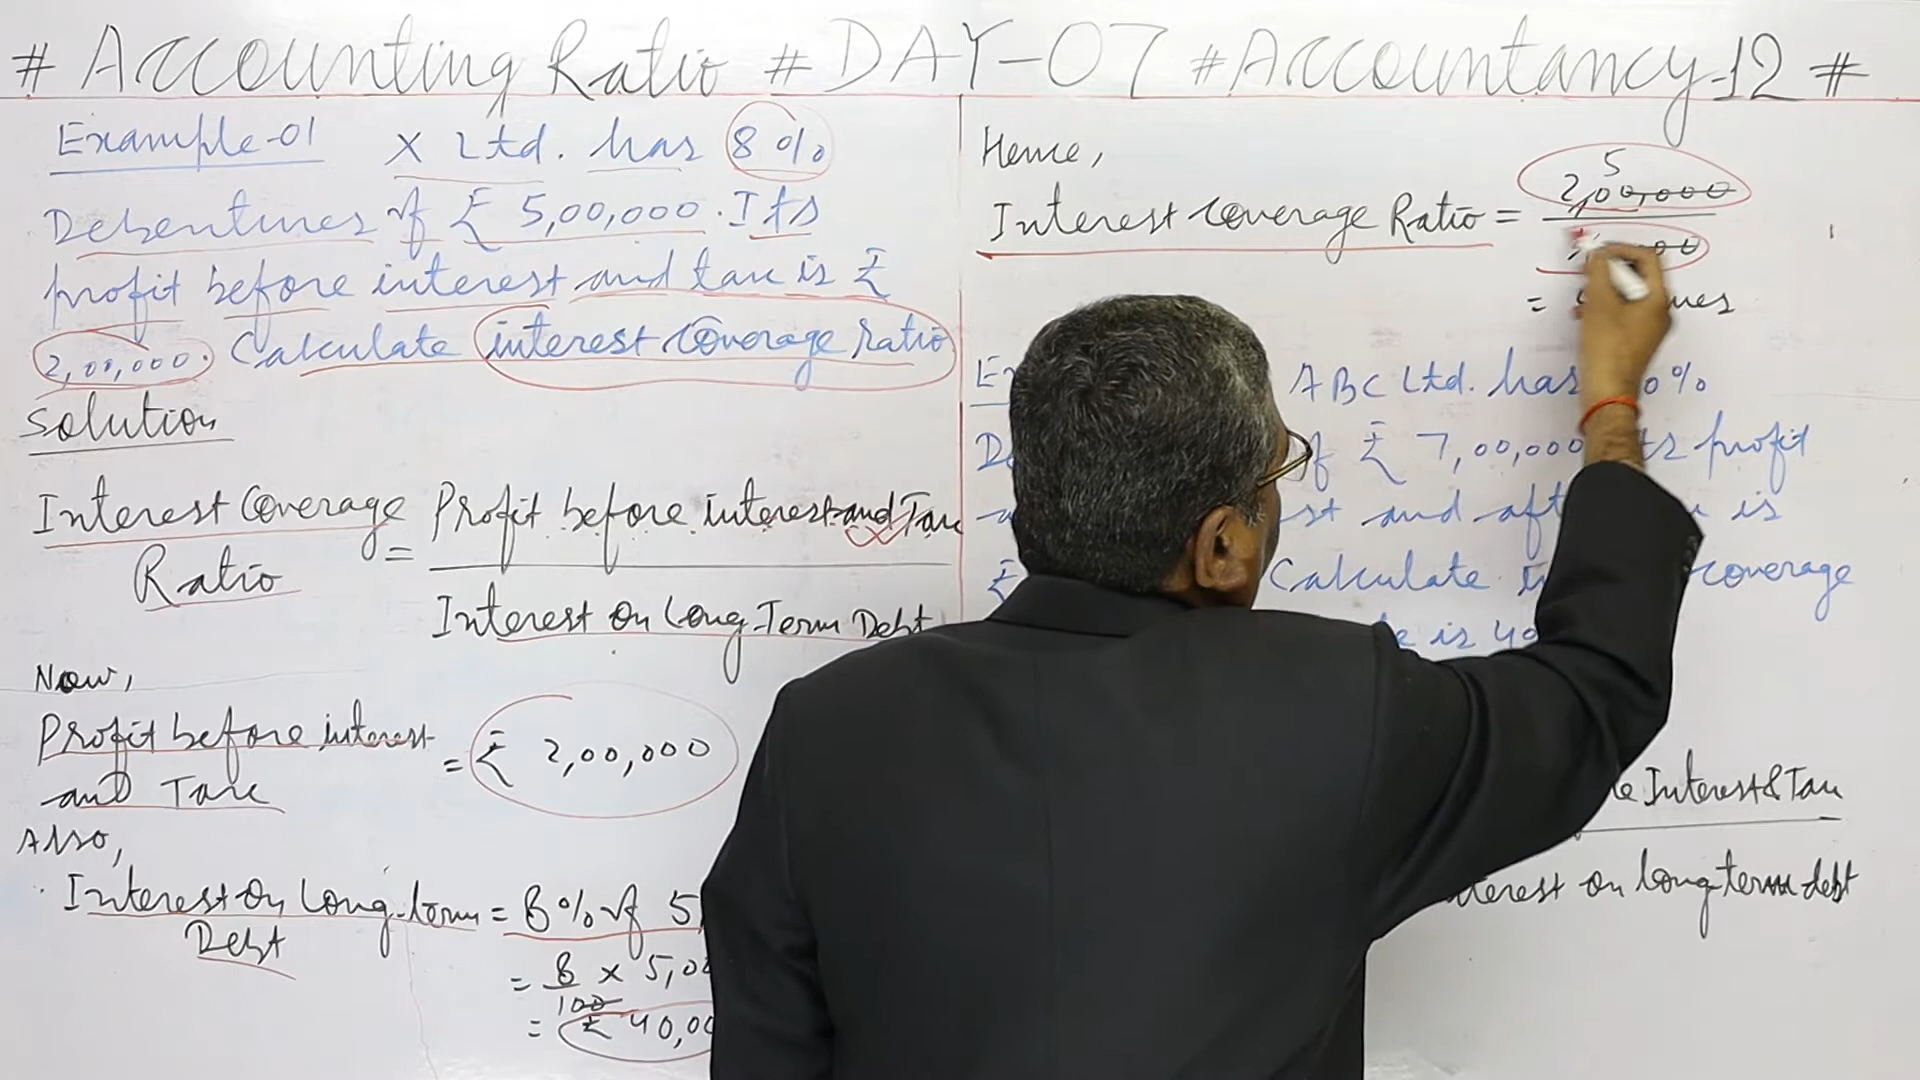 # Accounting Ratio # DAY-07 # Accountancy-12 #
Example-01 X Ltd. has 8%
Debentures of ₹ 5,00,000. Its
profit before interest and tax is ₹
2,00,000. Calculate interest coverage ratio
Solution
Interest Coverage Ratio = Profit before interest and Tax
Interest on Long-Term Debt
Now,
Profit before interest and Tax = ₹ 2,00,000
Also,
Interest on Long-term Debt = 8% of 5,
= 8 × 5,00
100
= ₹ 40,00
Hence,
5
Interest coverage Ratio = 2,00,000
=
ABC Ltd. has 0%
of ₹ 7,00,000 profit
and is
₹ Calculate coverage
is 40
Interest & Tax
on long-term debt